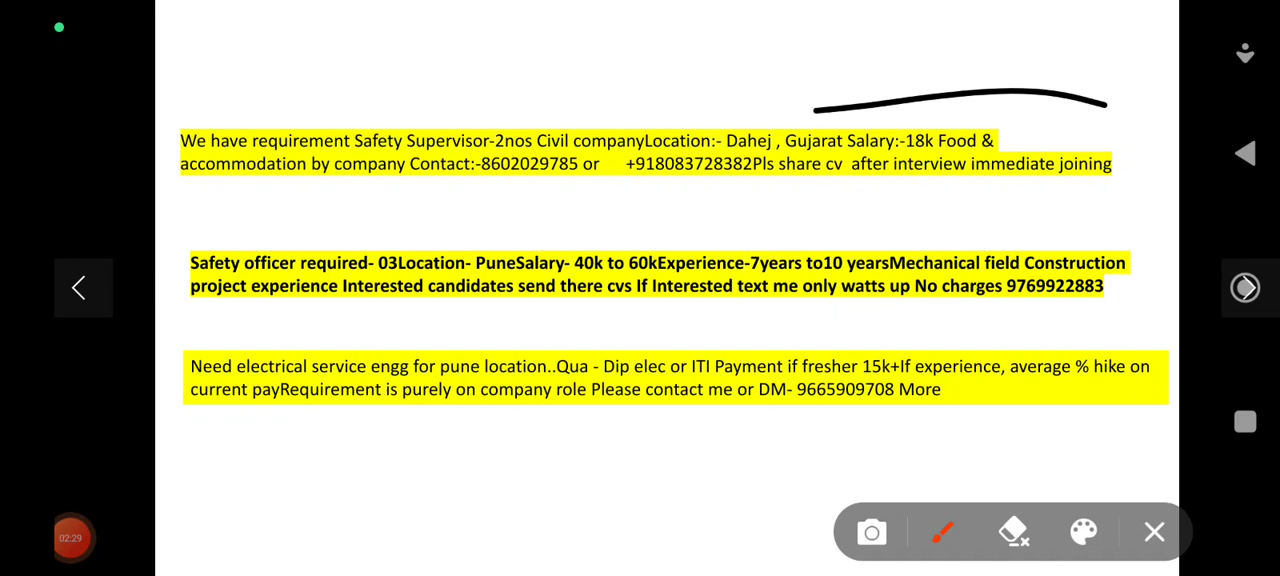 We have requirement Safety Supervisor-2nos Civil companyLocation:- Dahej , Gujarat Salary:-18k Food &
accommodation by company Contact:-8602029785 or +918083728382Pls share cv after interview immediate joining
Safety officer required- 03Location- PuneSalary- 40k to 60kExperience-7years to10 yearsMechanical field Construction
project experience Interested candidates send there cvs If Interested text me only watts up No charges 9769922883
Need electrical service engg for pune location..Qua - Dip elec or ITI Payment if fresher 15k+If experience, average % hike on
current payRequirement is purely on company role Please contact me or DM- 9665909708 More
02:29